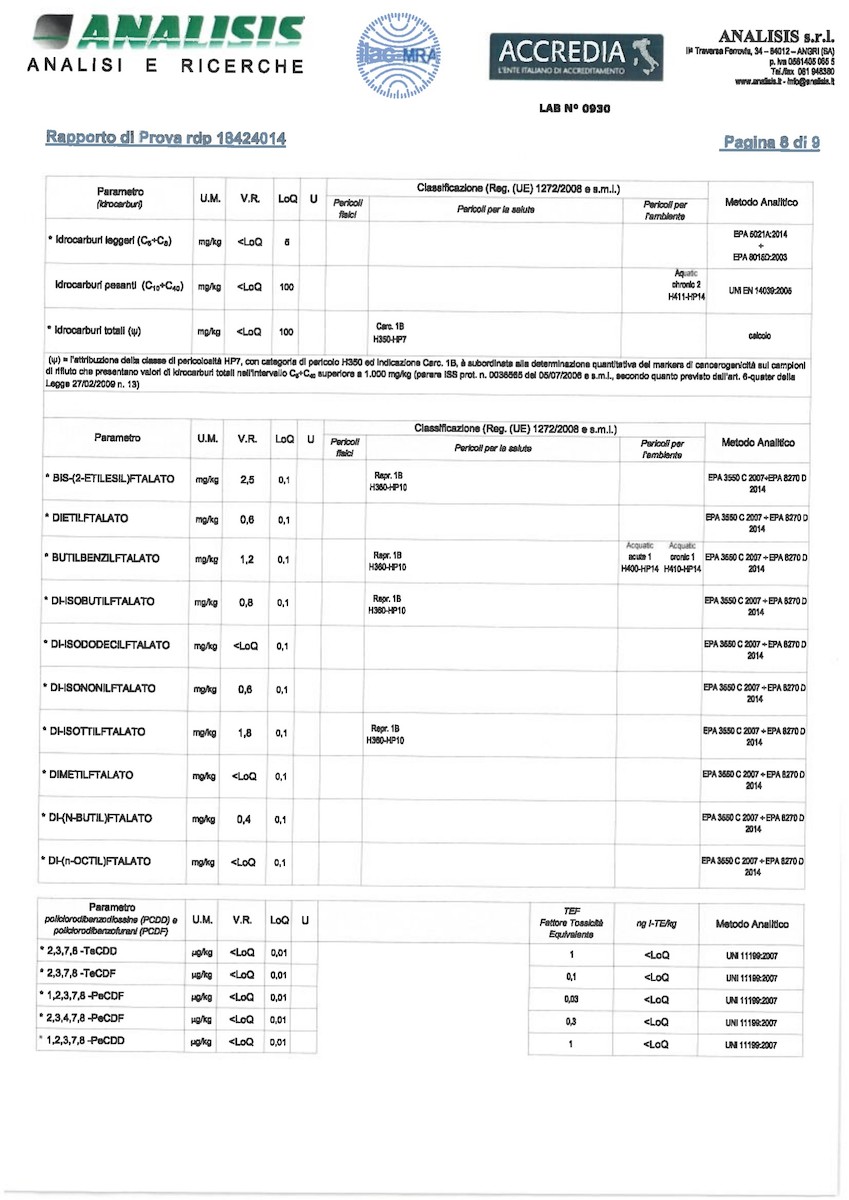 ANALISIS
ANALISI E RICERCHE
ilac-MRA
ACCREDIA
L'ENTE ITALIANO DI ACCREDITAMENTO
ANALISIS s.r.l.
IIª Traversa Ferrovia, 34 – 84012 – ANGRI (SA)
p. iva 0561405 065 5
Tel./fax 081 948380
www.analisis.it - info@analisis.it
LAB N° 0930
Rapporto di Prova rdp 18424014
Pagina 8 di 9
Parametro (idrocarburi) U.M. V.R. LoQ U Classificazione (Reg. (UE) 1272/2008 e s.m.i.) Metodo Analitico
Pericoli fisici Pericoli per la salute Pericoli per l'ambiente
* Idrocarburi leggeri (C5÷C8) mg/kg <LoQ 5 EPA 5021A:2014 ÷ EPA 8015D:2003
Idrocarburi pesanti (C10÷C40) mg/kg <LoQ 100 Aquatic chronic 2 H411-HP14 UNI EN 14039:2005
* Idrocarburi totali (ψ) mg/kg <LoQ 100 Carc. 1B H350-HP7 calcolo
(ψ) = l'attribuzione della classe di pericolosità HP7, con categoria di pericolo H350 ed indicazione Carc. 1B, è subordinata alla determinazione quantitativa dei markers di cancerogenicità sui campioni
di rifiuto che presentano valori di idrocarburi totali nell'intervallo C5÷C40 superiore a 1.000 mg/kg (parere ISS prot. n. 0036565 del 05/07/2006 e s.m.i., secondo quanto previsto dall'art. 6-quater della
Legge 27/02/2009 n. 13)
Parametro U.M. V.R. LoQ U Classificazione (Reg. (UE) 1272/2008 e s.m.i.) Metodo Analitico
Pericoli fisici Pericoli per la salute Pericoli per l'ambiente
* BIS-(2-ETILESIL)FTALATO mg/kg 2,5 0,1 Repr. 1B H360-HP10 EPA 3550 C 2007÷EPA 8270 D 2014
* DIETILFTALATO mg/kg 0,6 0,1 EPA 3550 C 2007 ÷EPA 8270 D 2014
* BUTILBENZILFTALATO mg/kg 1,2 0,1 Repr. 1B H360-HP10 Acquatic acute 1 H400-HP14 Acquatic cronic 1 H410-HP14 EPA 3550 C 2007 ÷EPA 8270 D 2014
* DI-ISOBUTILFTALATO mg/kg 0,8 0,1 Repr. 1B H360-HP10 EPA 3550 C 2007 ÷EPA 8270 D 2014
* DI-ISODODECILFTALATO mg/kg <LoQ 0,1 EPA 3550 C 2007 ÷EPA 8270 D 2014
* DI-ISONONILFTALATO mg/kg 0,6 0,1 EPA 3550 C 2007 ÷EPA 8270 D 2014
* DI-ISOTTILFTALATO mg/kg 1,8 0,1 Repr. 1B H360-HP10 EPA 3550 C 2007 ÷EPA 8270 D 2014
* DIMETILFTALATO mg/kg <LoQ 0,1 EPA 3550 C 2007 ÷EPA 8270 D 2014
* DI-(N-BUTIL)FTALATO mg/kg 0,4 0,1 EPA 3550 C 2007 ÷EPA 8270 D 2014
* DI-(n-OCTIL)FTALATO mg/kg <LoQ 0,1 EPA 3550 C 2007 ÷EPA 8270 D 2014
Parametro policlorodibenzodiossine (PCDD) e policlorodibenzofurani (PCDF) U.M. V.R. LoQ U TEF Fattore Tossicità Equivalente ng I-TE/kg Metodo Analitico
* 2,3,7,8 -TeCDD µg/kg <LoQ 0,01 1 <LoQ UNI 11199:2007
* 2,3,7,8 -TeCDF µg/kg <LoQ 0,01 0,1 <LoQ UNI 11199:2007
* 1,2,3,7,8 -PeCDF µg/kg <LoQ 0,01 0,03 <LoQ UNI 11199:2007
* 2,3,4,7,8 -PeCDF µg/kg <LoQ 0,01 0,3 <LoQ UNI 11199:2007
* 1,2,3,7,8 -PeCDD µg/kg <LoQ 0,01 1 <LoQ UNI 11199:2007